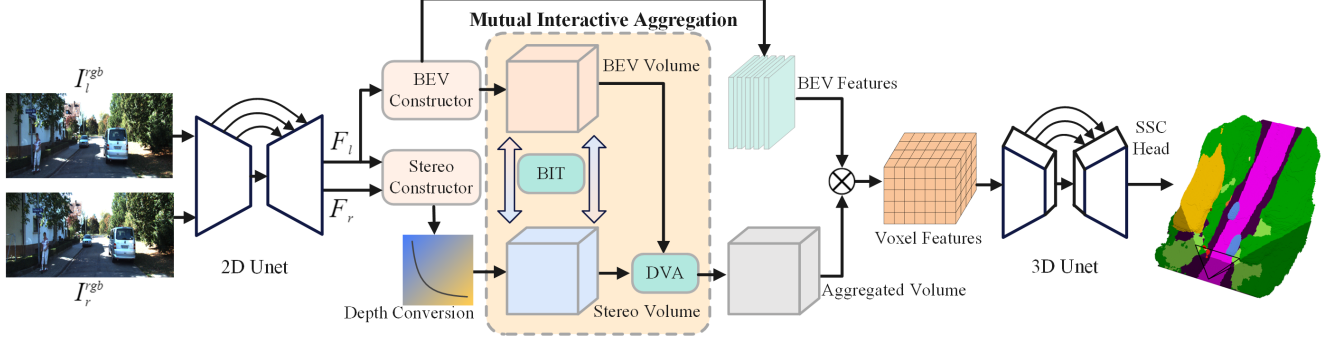 Mutual Interactive Aggregation
I_l^{rgb}
I_r^{rgb}
2D Unet
F_l
F_r
BEV
Constructor
Stereo
Constructor
Depth Conversion
BEV Volume
BIT
DVA
Stereo Volume
BEV Features
Aggregated Volume
Voxel Features
3D Unet
SSC
Head